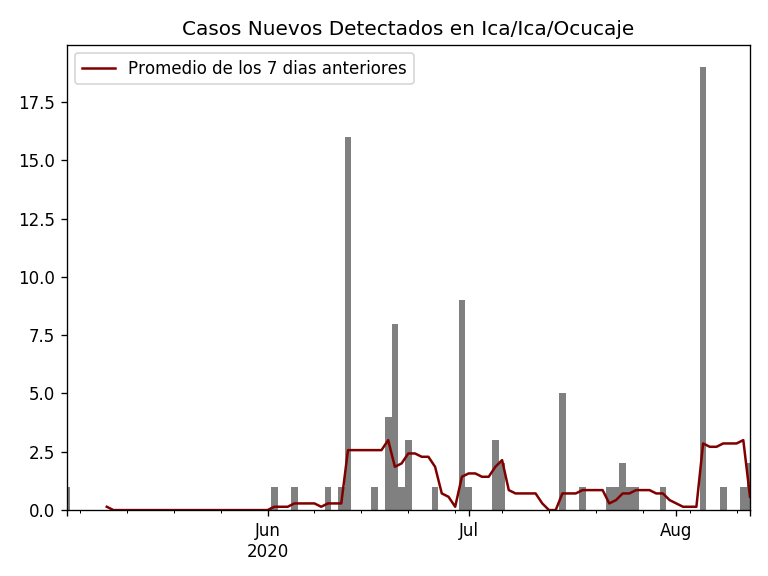 Casos Nuevos Detectados en Ica/Ica/Ocucaje
Promedio de los 7 dias anteriores
17.5
15.0
12.5
10.0
7.5
5.0
2.5
0.0
Jun
2020
Jul
Aug